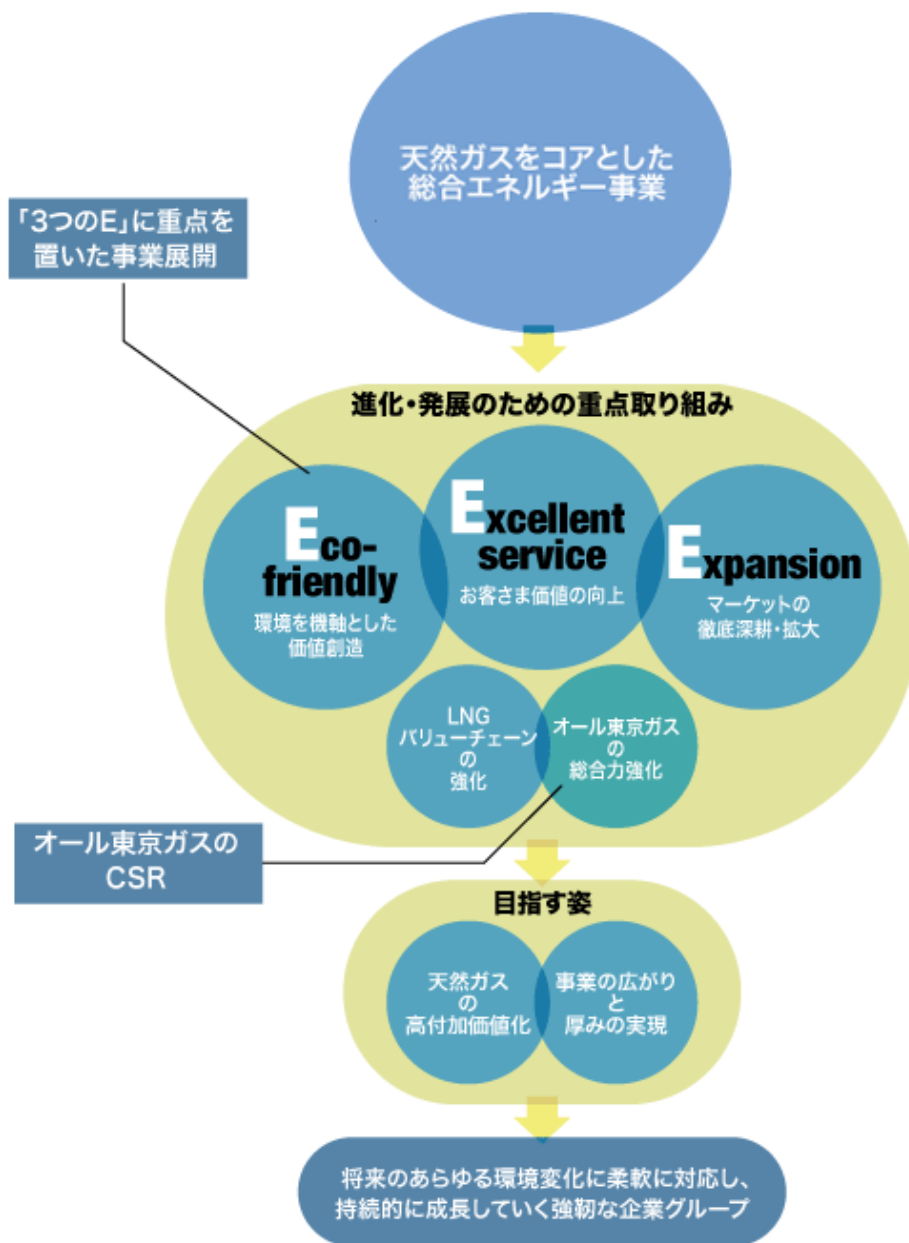 天然ガスをコアとした
総合エネルギー事業
「3つのE」に重点を
置いた事業展開
進化・発展のための重点取り組み
Eco-
friendly
環境を機軸とした
価値創造
Excellent
service
お客さま価値の向上
Expansion
マーケットの
徹底深耕・拡大
LNG
バリューチェーン
の
強化
オール東京ガス
の
総合力強化
オール東京ガスの
CSR
目指す姿
天然ガス
の
高付加価値化
事業の広がり
と
厚みの実現
将来のあらゆる環境変化に柔軟に対応し、
持続的に成長していく強靭な企業グループ